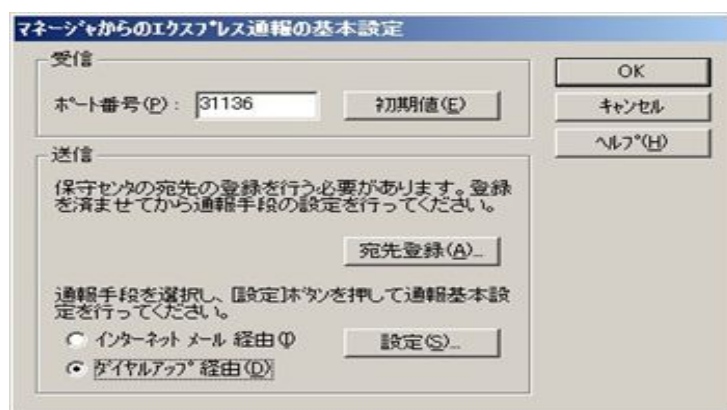 マネージャからのエクスプレス通報の基本設定
受信
ポート番号(P):
31136
初期値(E)
OK
キャンセル
ヘルプ(H)
送信
保守センタの宛先の登録を行う必要があります。登録
を済ませてから通報手段の設定を行ってください。
宛先登録(A)...
通報手段を選択し、[設定]ボタンを押して通報基本設
定を行ってください。
インターネット メール 経由(I)
設定(S)...
ダイヤルアップ 経由(D)